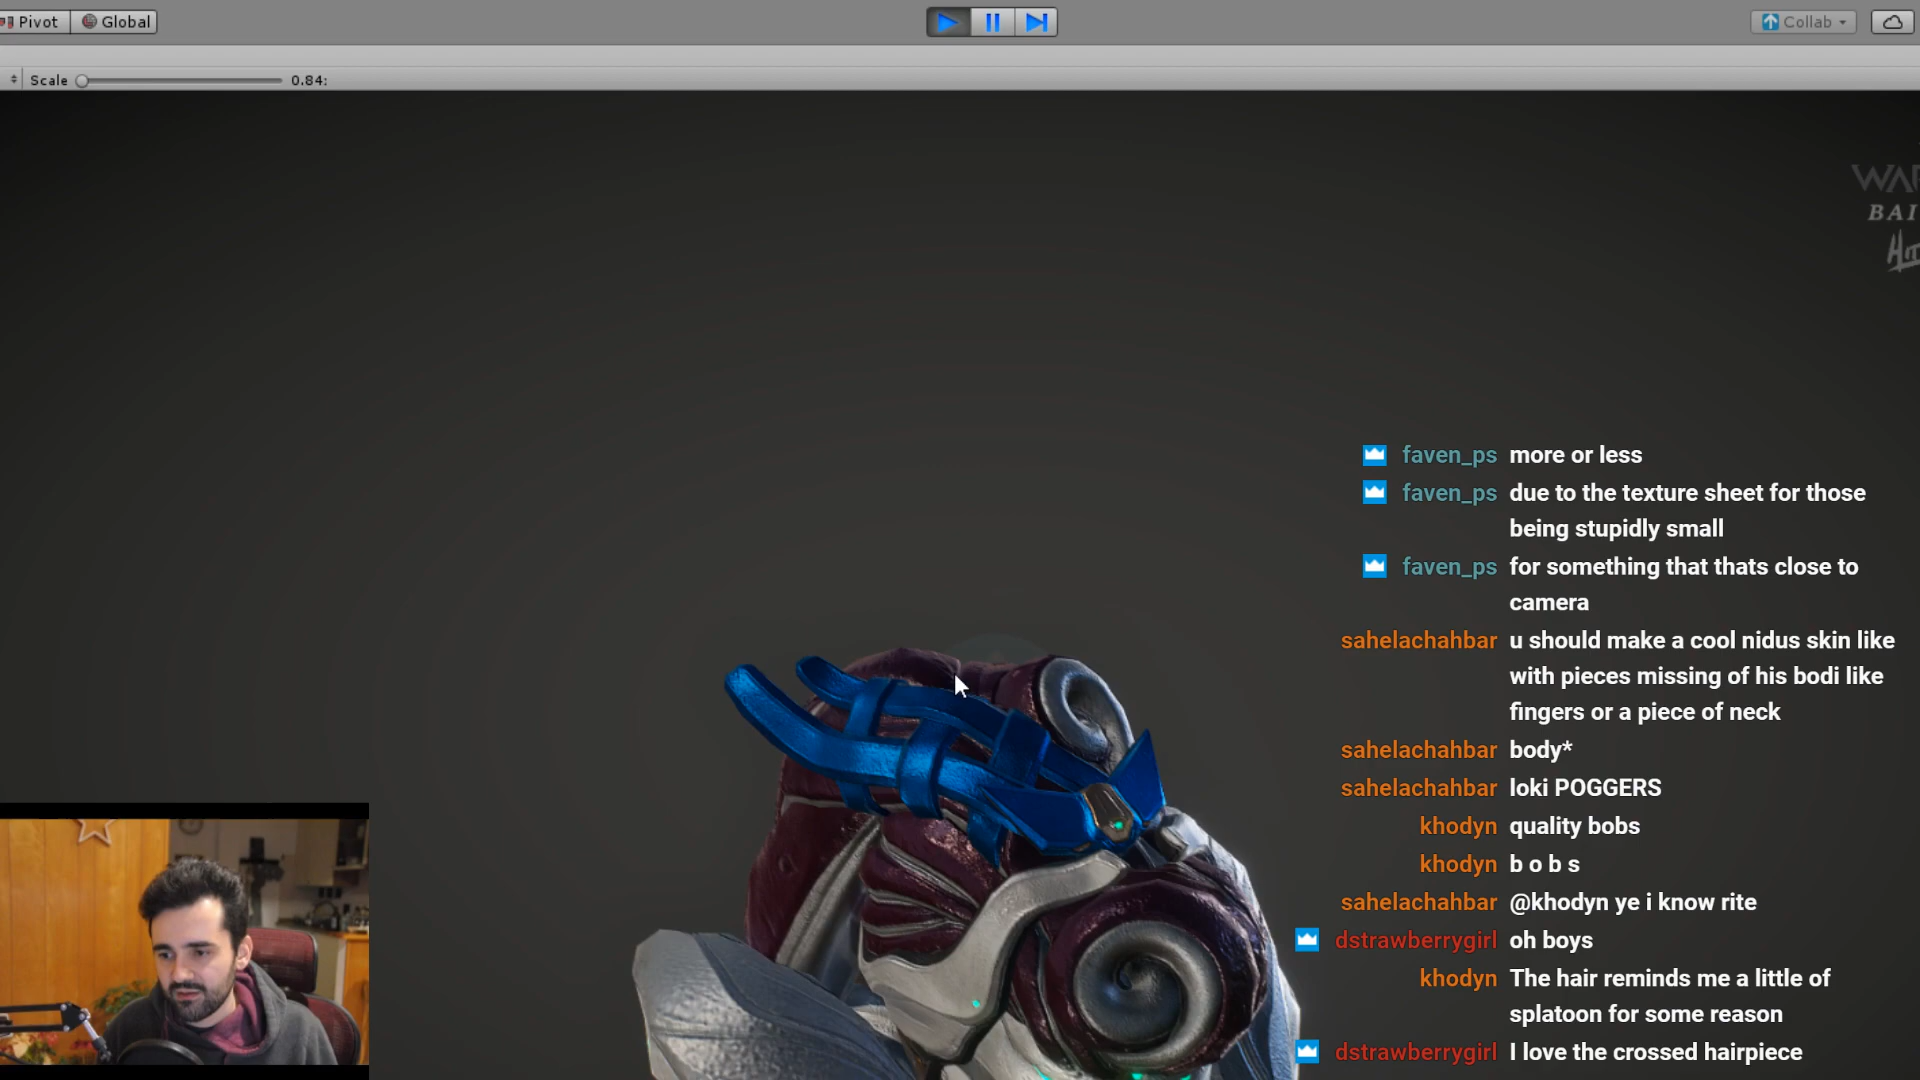 Pivot Global Collab
Scale 0.84:
WAR
BAI
faven_ps more or less
faven_ps due to the texture sheet for those
being stupidly small
faven_ps for something that thats close to
camera
sahelachahbar u should make a cool nidus skin like
with pieces missing of his bodi like
fingers or a piece of neck
sahelachahbar body*
sahelachahbar loki POGGERS
khodyn quality bobs
khodyn b o b s
sahelachahbar @khodyn ye i know rite
dstrawberrygirl oh boys
khodyn The hair reminds me a little of
splatoon for some reason
dstrawberrygirl I love the crossed hairpiece